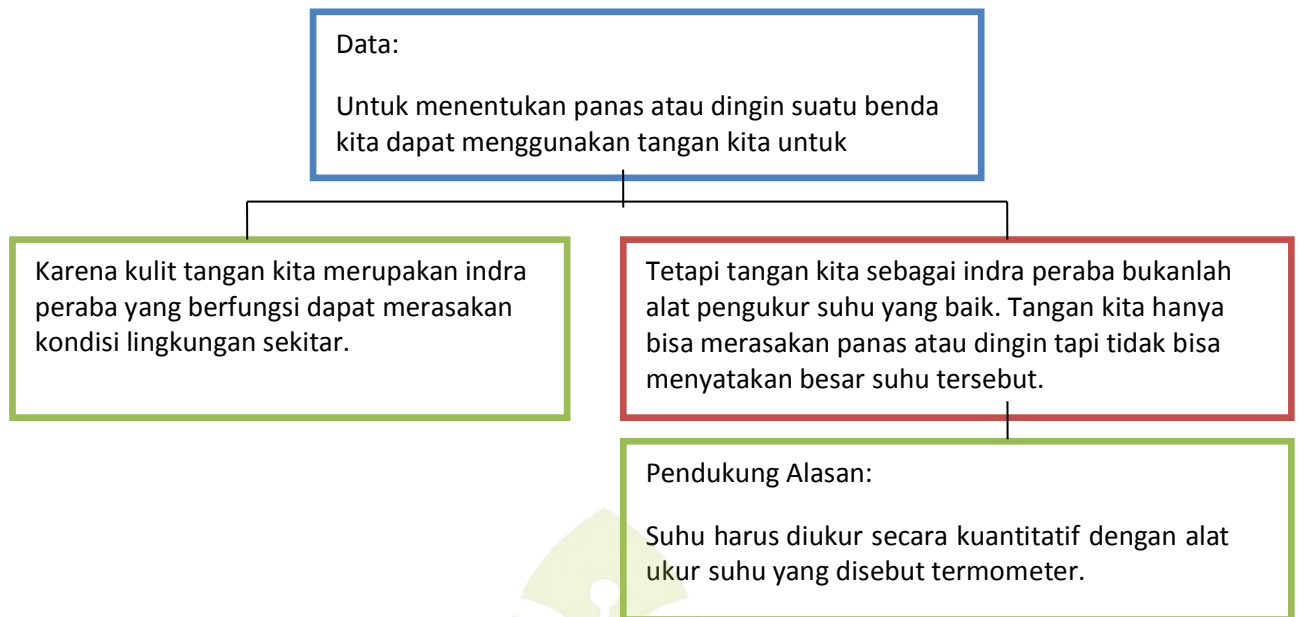 Data:
Untuk menentukan panas atau dingin suatu benda
kita dapat menggunakan tangan kita untuk
Karena kulit tangan kita merupakan indra
peraba yang berfungsi dapat merasakan
kondisi lingkungan sekitar.
Tetapi tangan kita sebagai indra peraba bukanlah
alat pengukur suhu yang baik. Tangan kita hanya
bisa merasakan panas atau dingin tapi tidak bisa
menyatakan besar suhu tersebut.
Pendukung Alasan:
Suhu harus diukur secara kuantitatif dengan alat
ukur suhu yang disebut termometer.